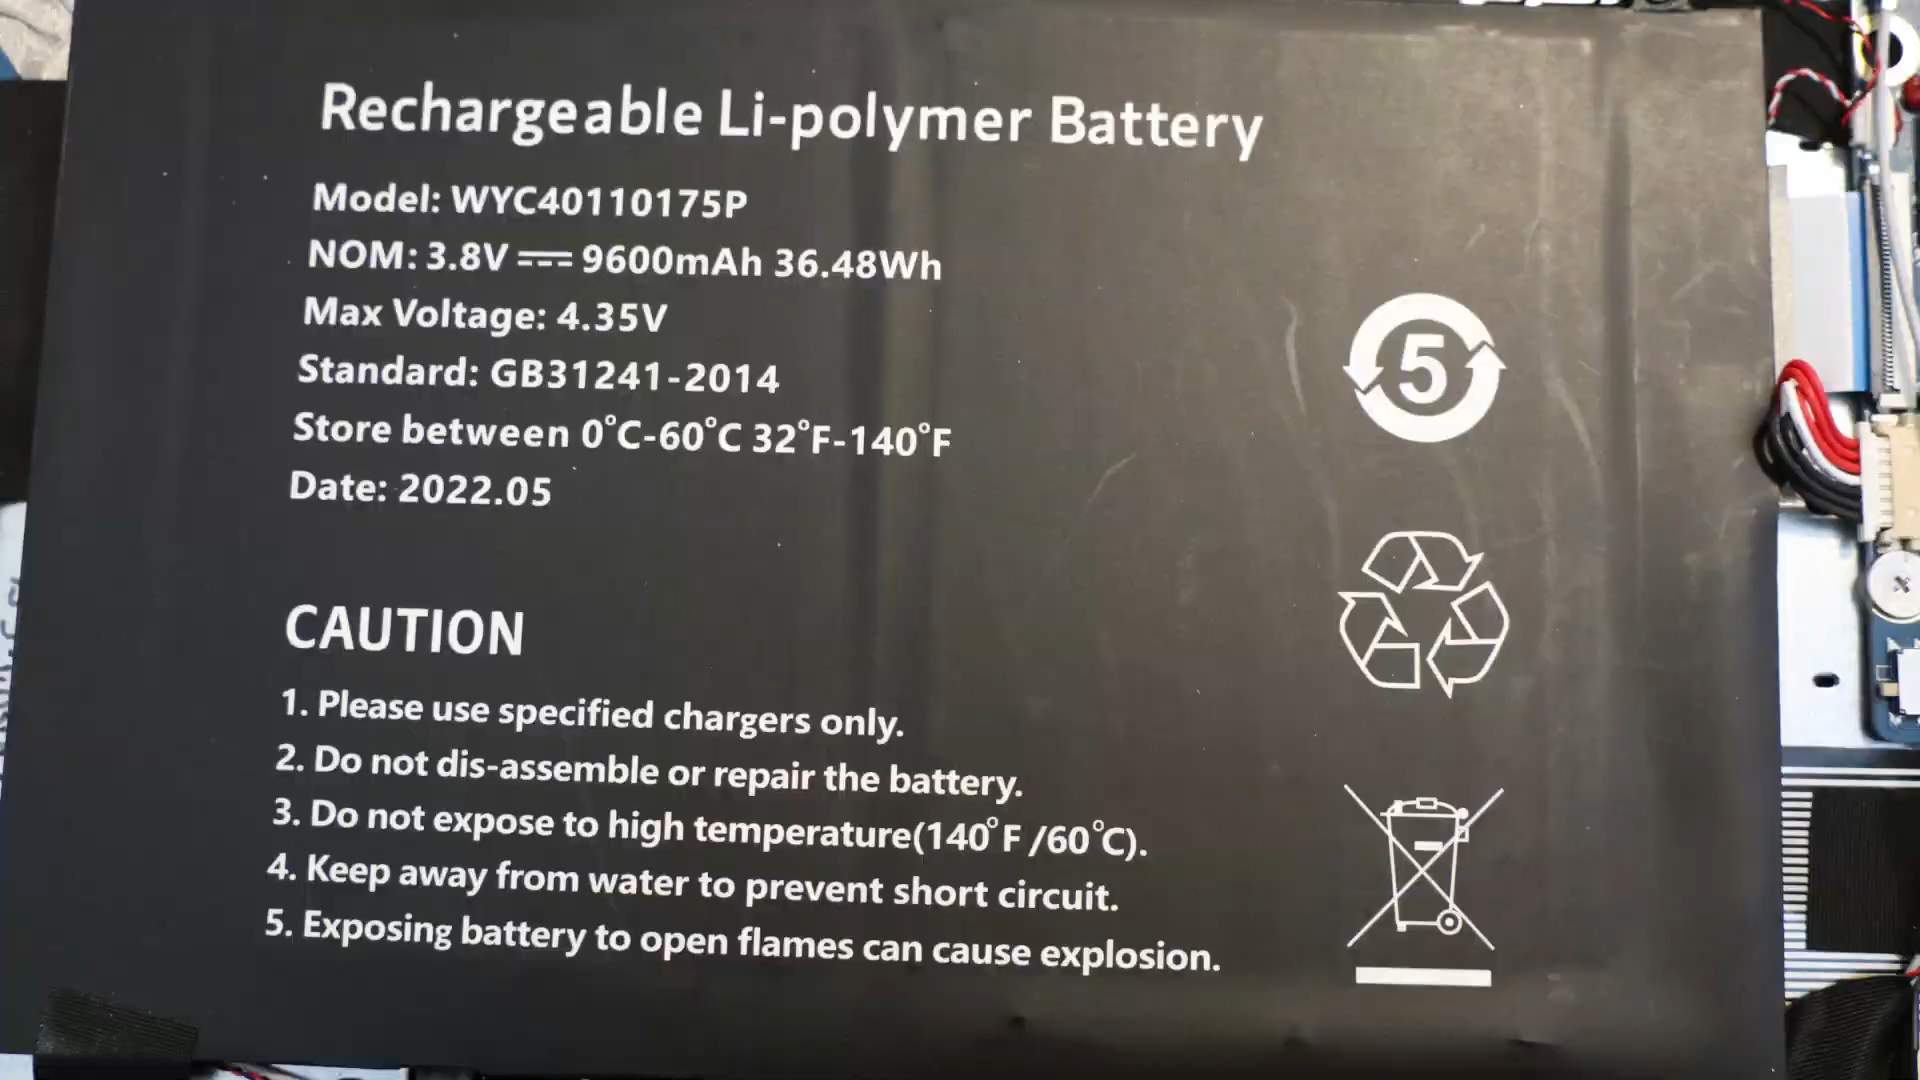 Rechargeable Li-polymer Battery
Model: WYC40110175P
NOM: 3.8V ⎓ 9600mAh 36.48Wh
Max Voltage: 4.35V
Standard: GB31241-2014
Store between 0°C-60°C 32°F-140°F
Date: 2022.05
5
CAUTION
1. Please use specified chargers only.
2. Do not dis-assemble or repair the battery.
3. Do not expose to high temperature(140°F /60°C).
4. Keep away from water to prevent short circuit.
5. Exposing battery to open flames can cause explosion.